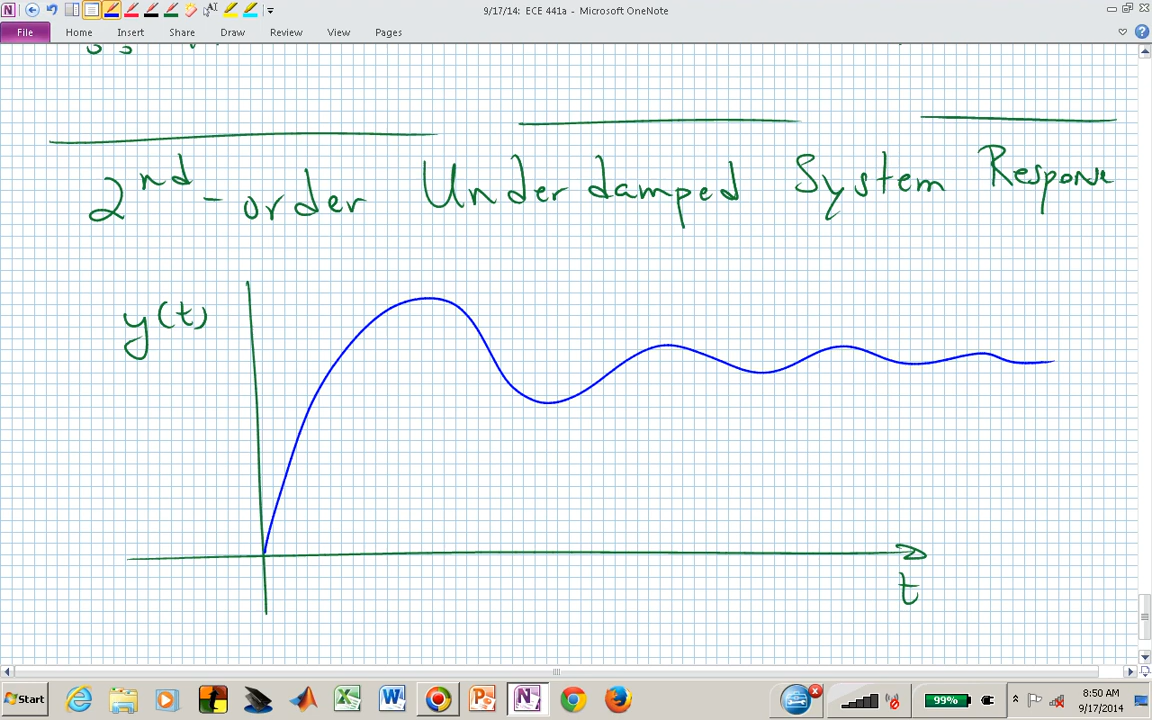 9/17/14: ECE 441a - Microsoft OneNote
File Home Insert Share Draw Review View Pages
2nd-order Underdamped System Response
y(t)
t
Start
99%
8:50 AM
9/17/2014